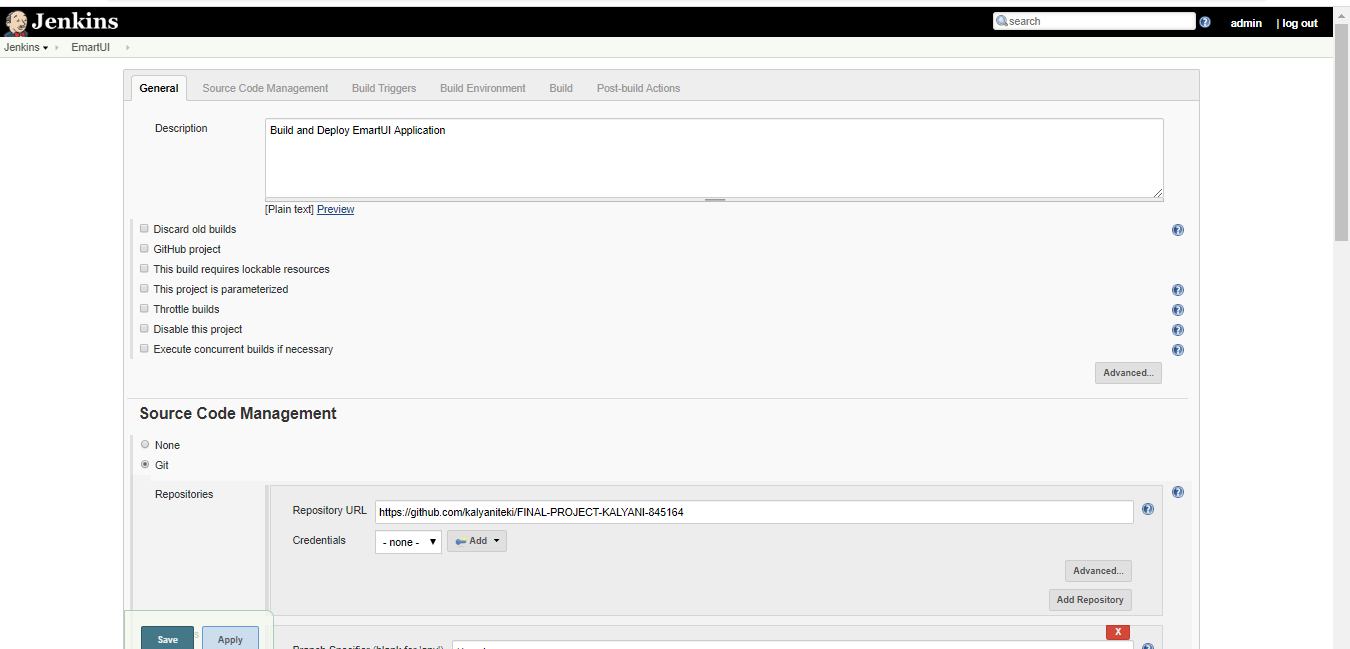 Jenkins
search
admin | log out
Jenkins EmartUI
General Source Code Management Build Triggers Build Environment Build Post-build Actions
Description
Build and Deploy EmartUI Application
[Plain text] Preview
Discard old builds
GitHub project
This build requires lockable resources
This project is parameterized
Throttle builds
Disable this project
Execute concurrent builds if necessary
Advanced...
Source Code Management
None
Git
Repositories
Repository URL https://github.com/kalyaniteki/FINAL-PROJECT-KALYANI-845164
Credentials - none - Add
Advanced...
Add Repository
X
Save Apply
Branch Specifier (blank for 'any')